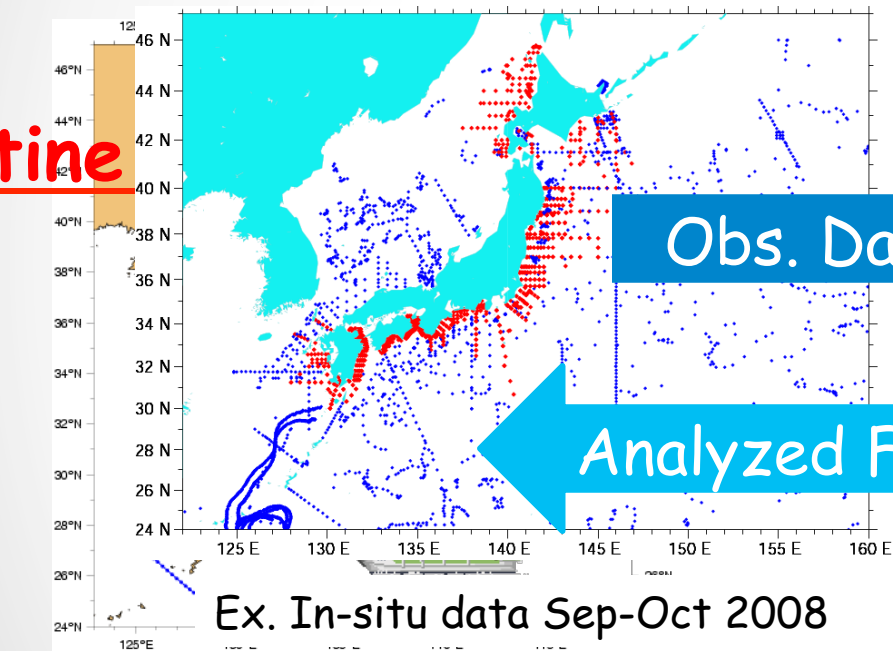 46 N
44 N
42 N
40 N
38 N
36 N
34 N
32 N
30 N
28 N
26 N
24 N
125 E
130 E
135 E
140 E
145 E
150 E
155 E
160 E
46°N
44°N
40°N
38°N
36°N
34°N
32°N
30°N
28°N
26°N
24°N
125°E
tine
Obs. Da
Analyzed F
Ex. In-situ data Sep-Oct 2008